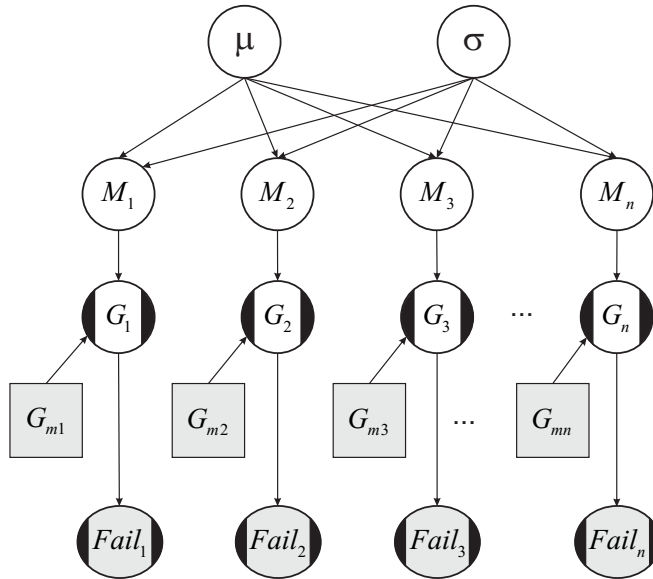 μ σ
M₁ M₂ M₃ Mₙ
G₁ G₂ G₃ ... Gₙ
Gₘ₁ Gₘ₂ Gₘ₃ ... Gₘₙ
Fail₁ Fail₂ Fail₃ Failₙ